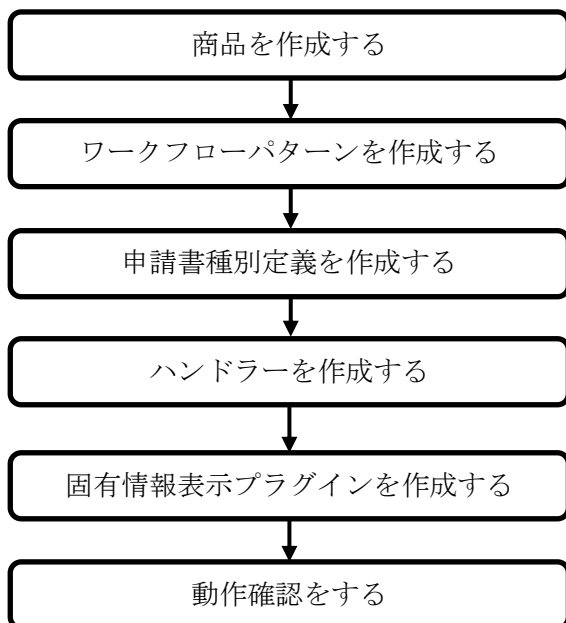 商品を作成する
ワークフローパターンを作成する
申請書種別定義を作成する
ハンドラーを作成する
固有情報表示プラグインを作成する
動作確認をする